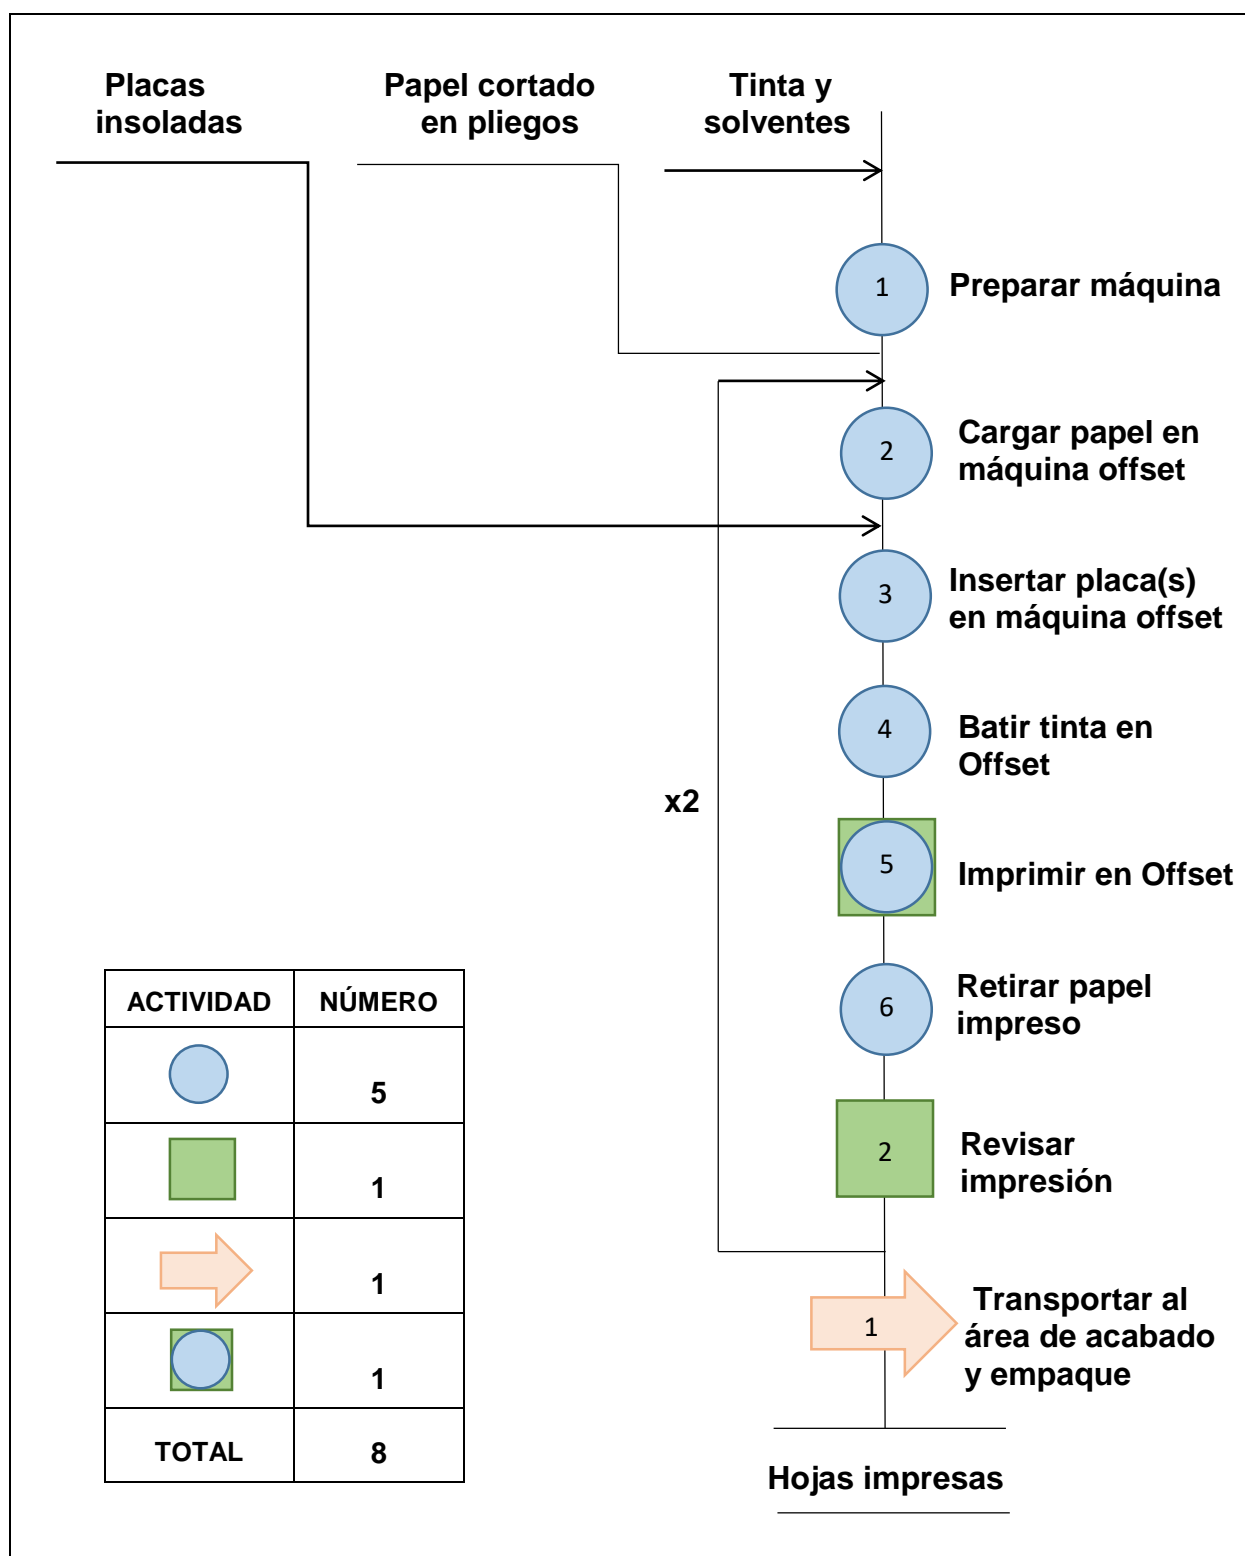 Placas
insoladas
Papel cortado
en pliegos
Tinta y
solventes
1
Preparar máquina
2
Cargar papel en
máquina offset
3
Insertar placa(s)
en máquina offset
4
Batir tinta en
Offset
x2
5
Imprimir en Offset
6
Retirar papel
impreso
2
Revisar
impresión
1
Transportar al
área de acabado
y empaque
Hojas impresas
ACTIVIDAD NÚMERO
5
1
1
1
TOTAL 8